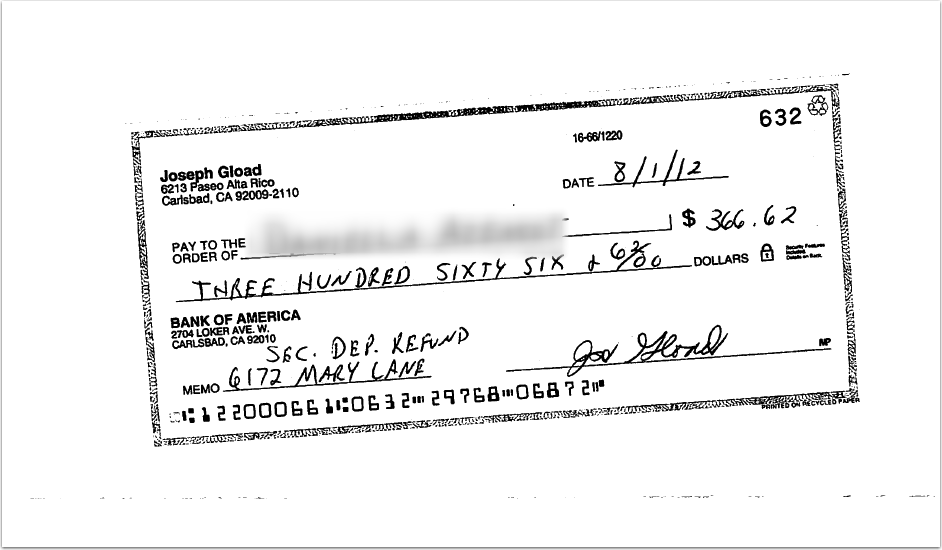 632
16-66/1220
Joseph Gload
6213 Paseo Alta Rico
Carlsbad, CA 92009-2110
DATE 8/1/12
PAY TO THE
ORDER OF
$ 366.62
THREE HUNDRED SIXTY SIX & 62/00 DOLLARS
Security Features
Included.
Details on Back.
BANK OF AMERICA
2704 LOKER AVE. W.
CARLSBAD, CA 92010
SEC. DEP. REFUND
MEMO 6172 MARY LANE
Joe Gload
MP
⑆122000661⑆0632⑈29768⑉06872⑈
PRINTED ON RECYCLED PAPER